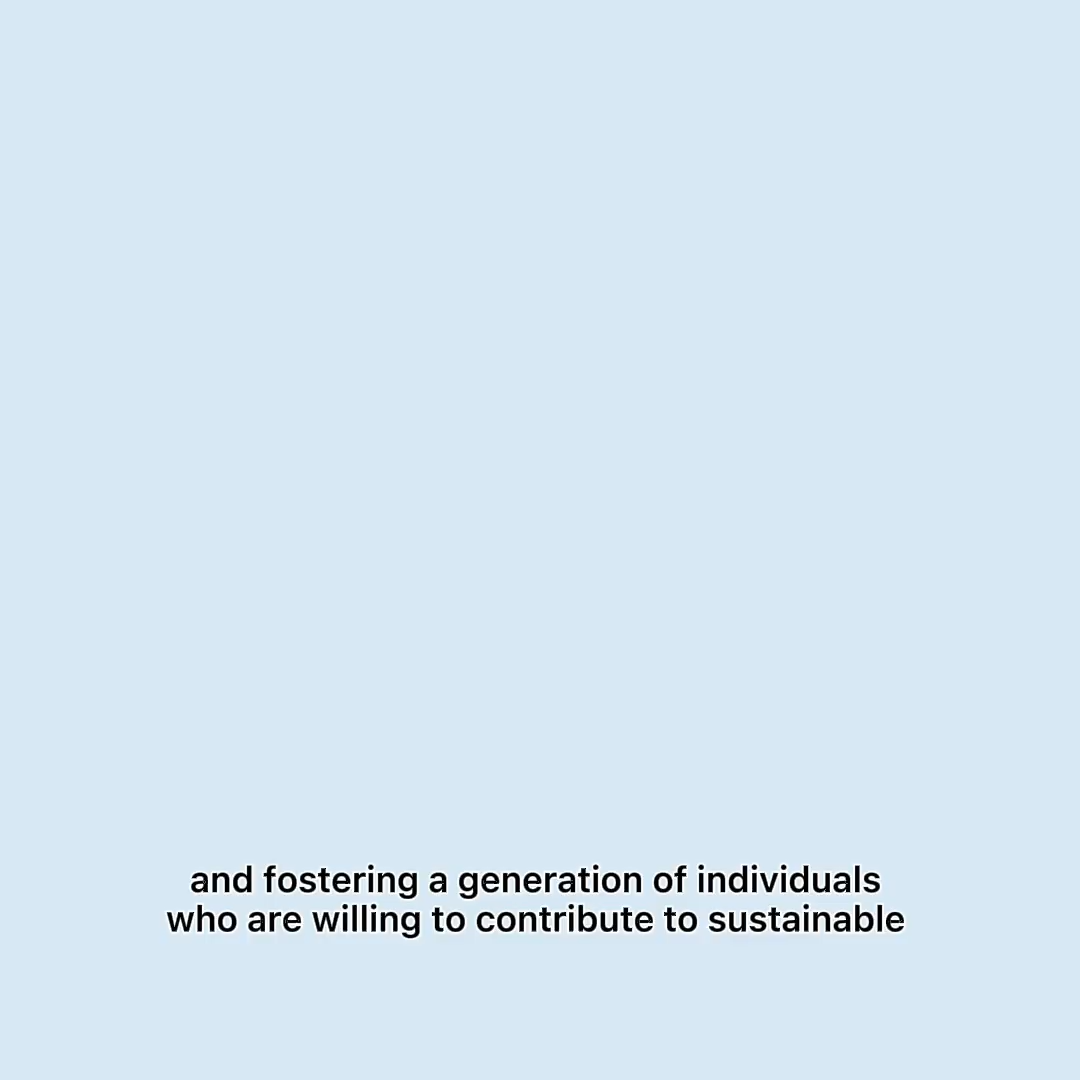 and fostering a generation of individuals
who are willing to contribute to sustainable